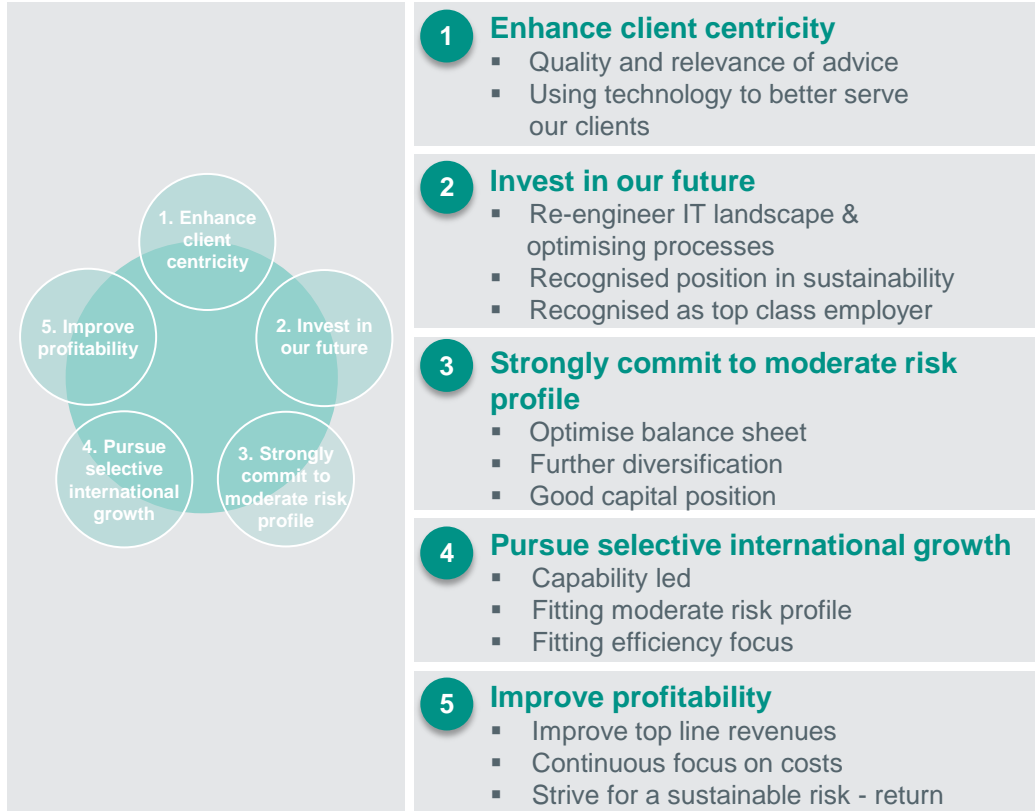 1. Enhance
client
centricity
2. Invest in
our future
3. Strongly
commit to
moderate risk
profile
4. Pursue
selective
international
growth
5. Improve
profitability
1 Enhance client centricity
▪ Quality and relevance of advice
▪ Using technology to better serve
our clients
2 Invest in our future
▪ Re-engineer IT landscape &
optimising processes
▪ Recognised position in sustainability
▪ Recognised as top class employer
3 Strongly commit to moderate risk
profile
▪ Optimise balance sheet
▪ Further diversification
▪ Good capital position
4 Pursue selective international growth
▪ Capability led
▪ Fitting moderate risk profile
▪ Fitting efficiency focus
5 Improve profitability
▪ Improve top line revenues
▪ Continuous focus on costs
▪ Strive for a sustainable risk - return